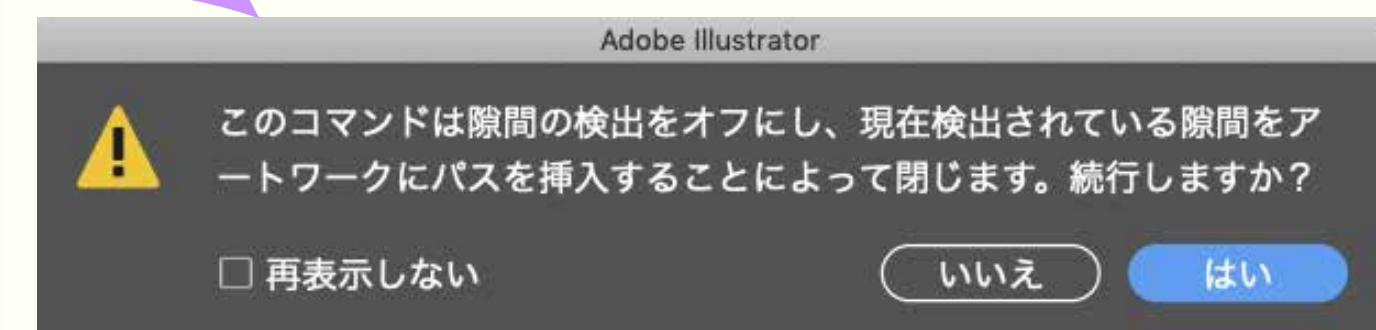 Adobe Illustrator
このコマンドは隙間の検出をオフにし、現在検出されている隙間をア
ートワークにパスを挿入することによって閉じます。続行しますか？
再表示しない
いいえ
はい